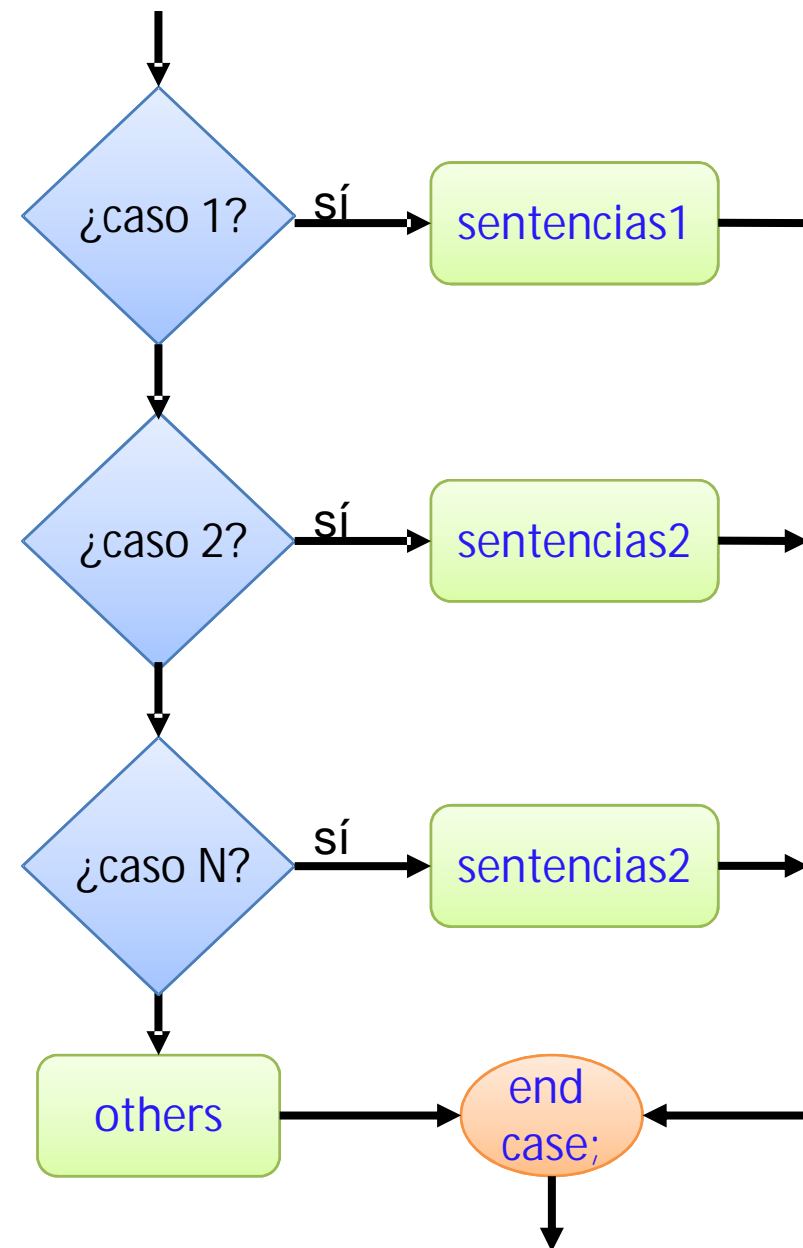 ¿caso 1?
sí
sentencias1
¿caso 2?
sí
sentencias2
¿caso N?
sí
sentencias2
others
end
case;